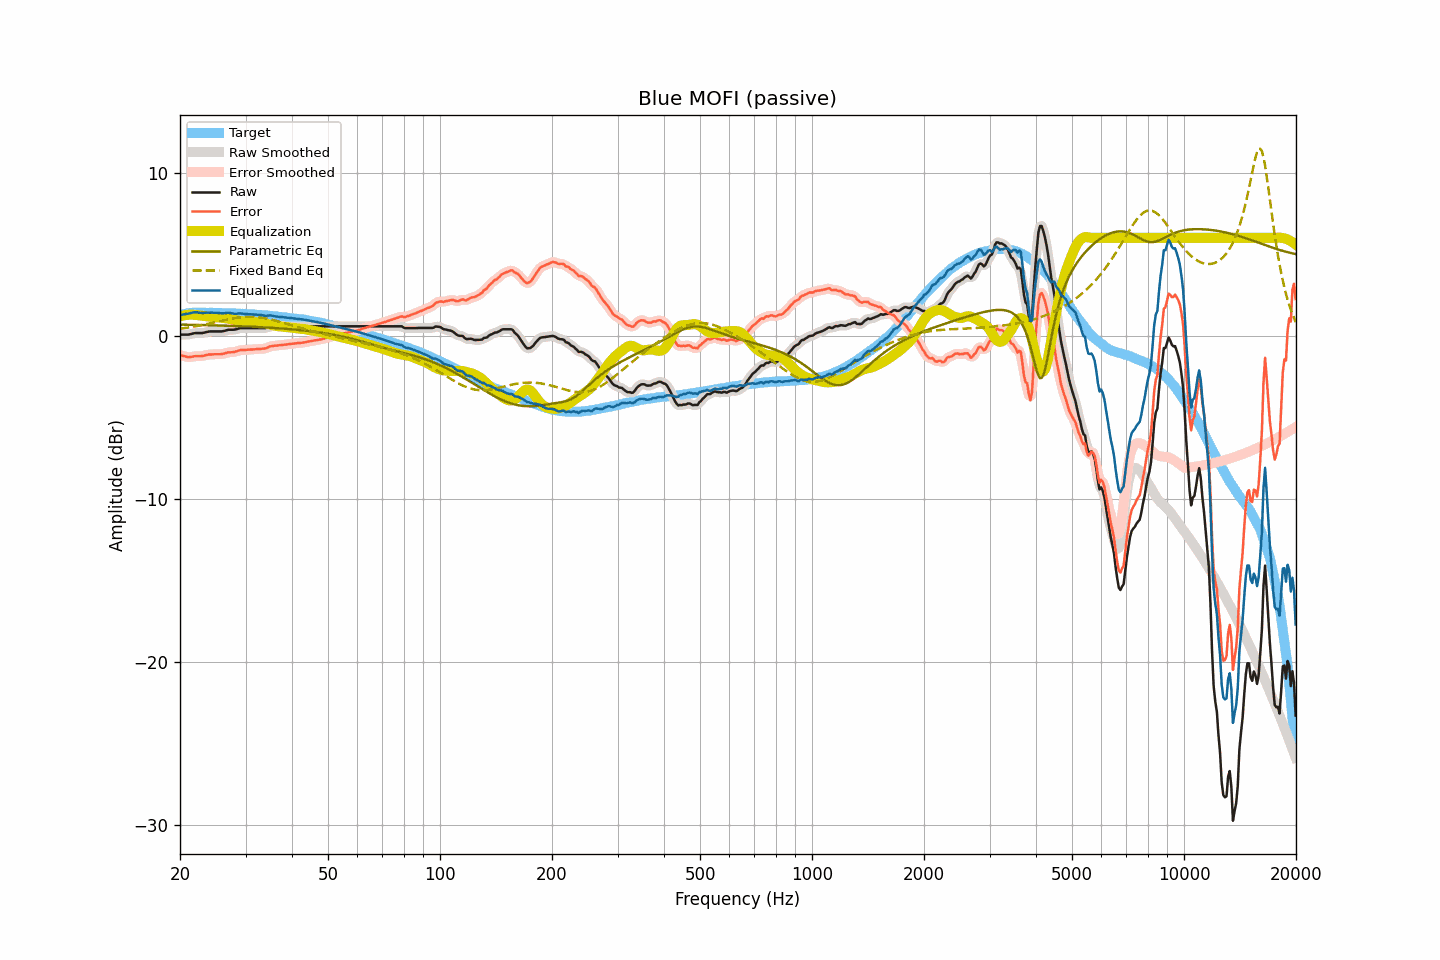 Blue MOFI (passive)
Target
Raw Smoothed
Error Smoothed
Raw
Error
Equalization
Parametric Eq
Fixed Band Eq
Equalized
10
0
−10
−20
−30
Amplitude (dBr)
20 50 100 200 500 1000 2000 5000 10000 20000
Frequency (Hz)